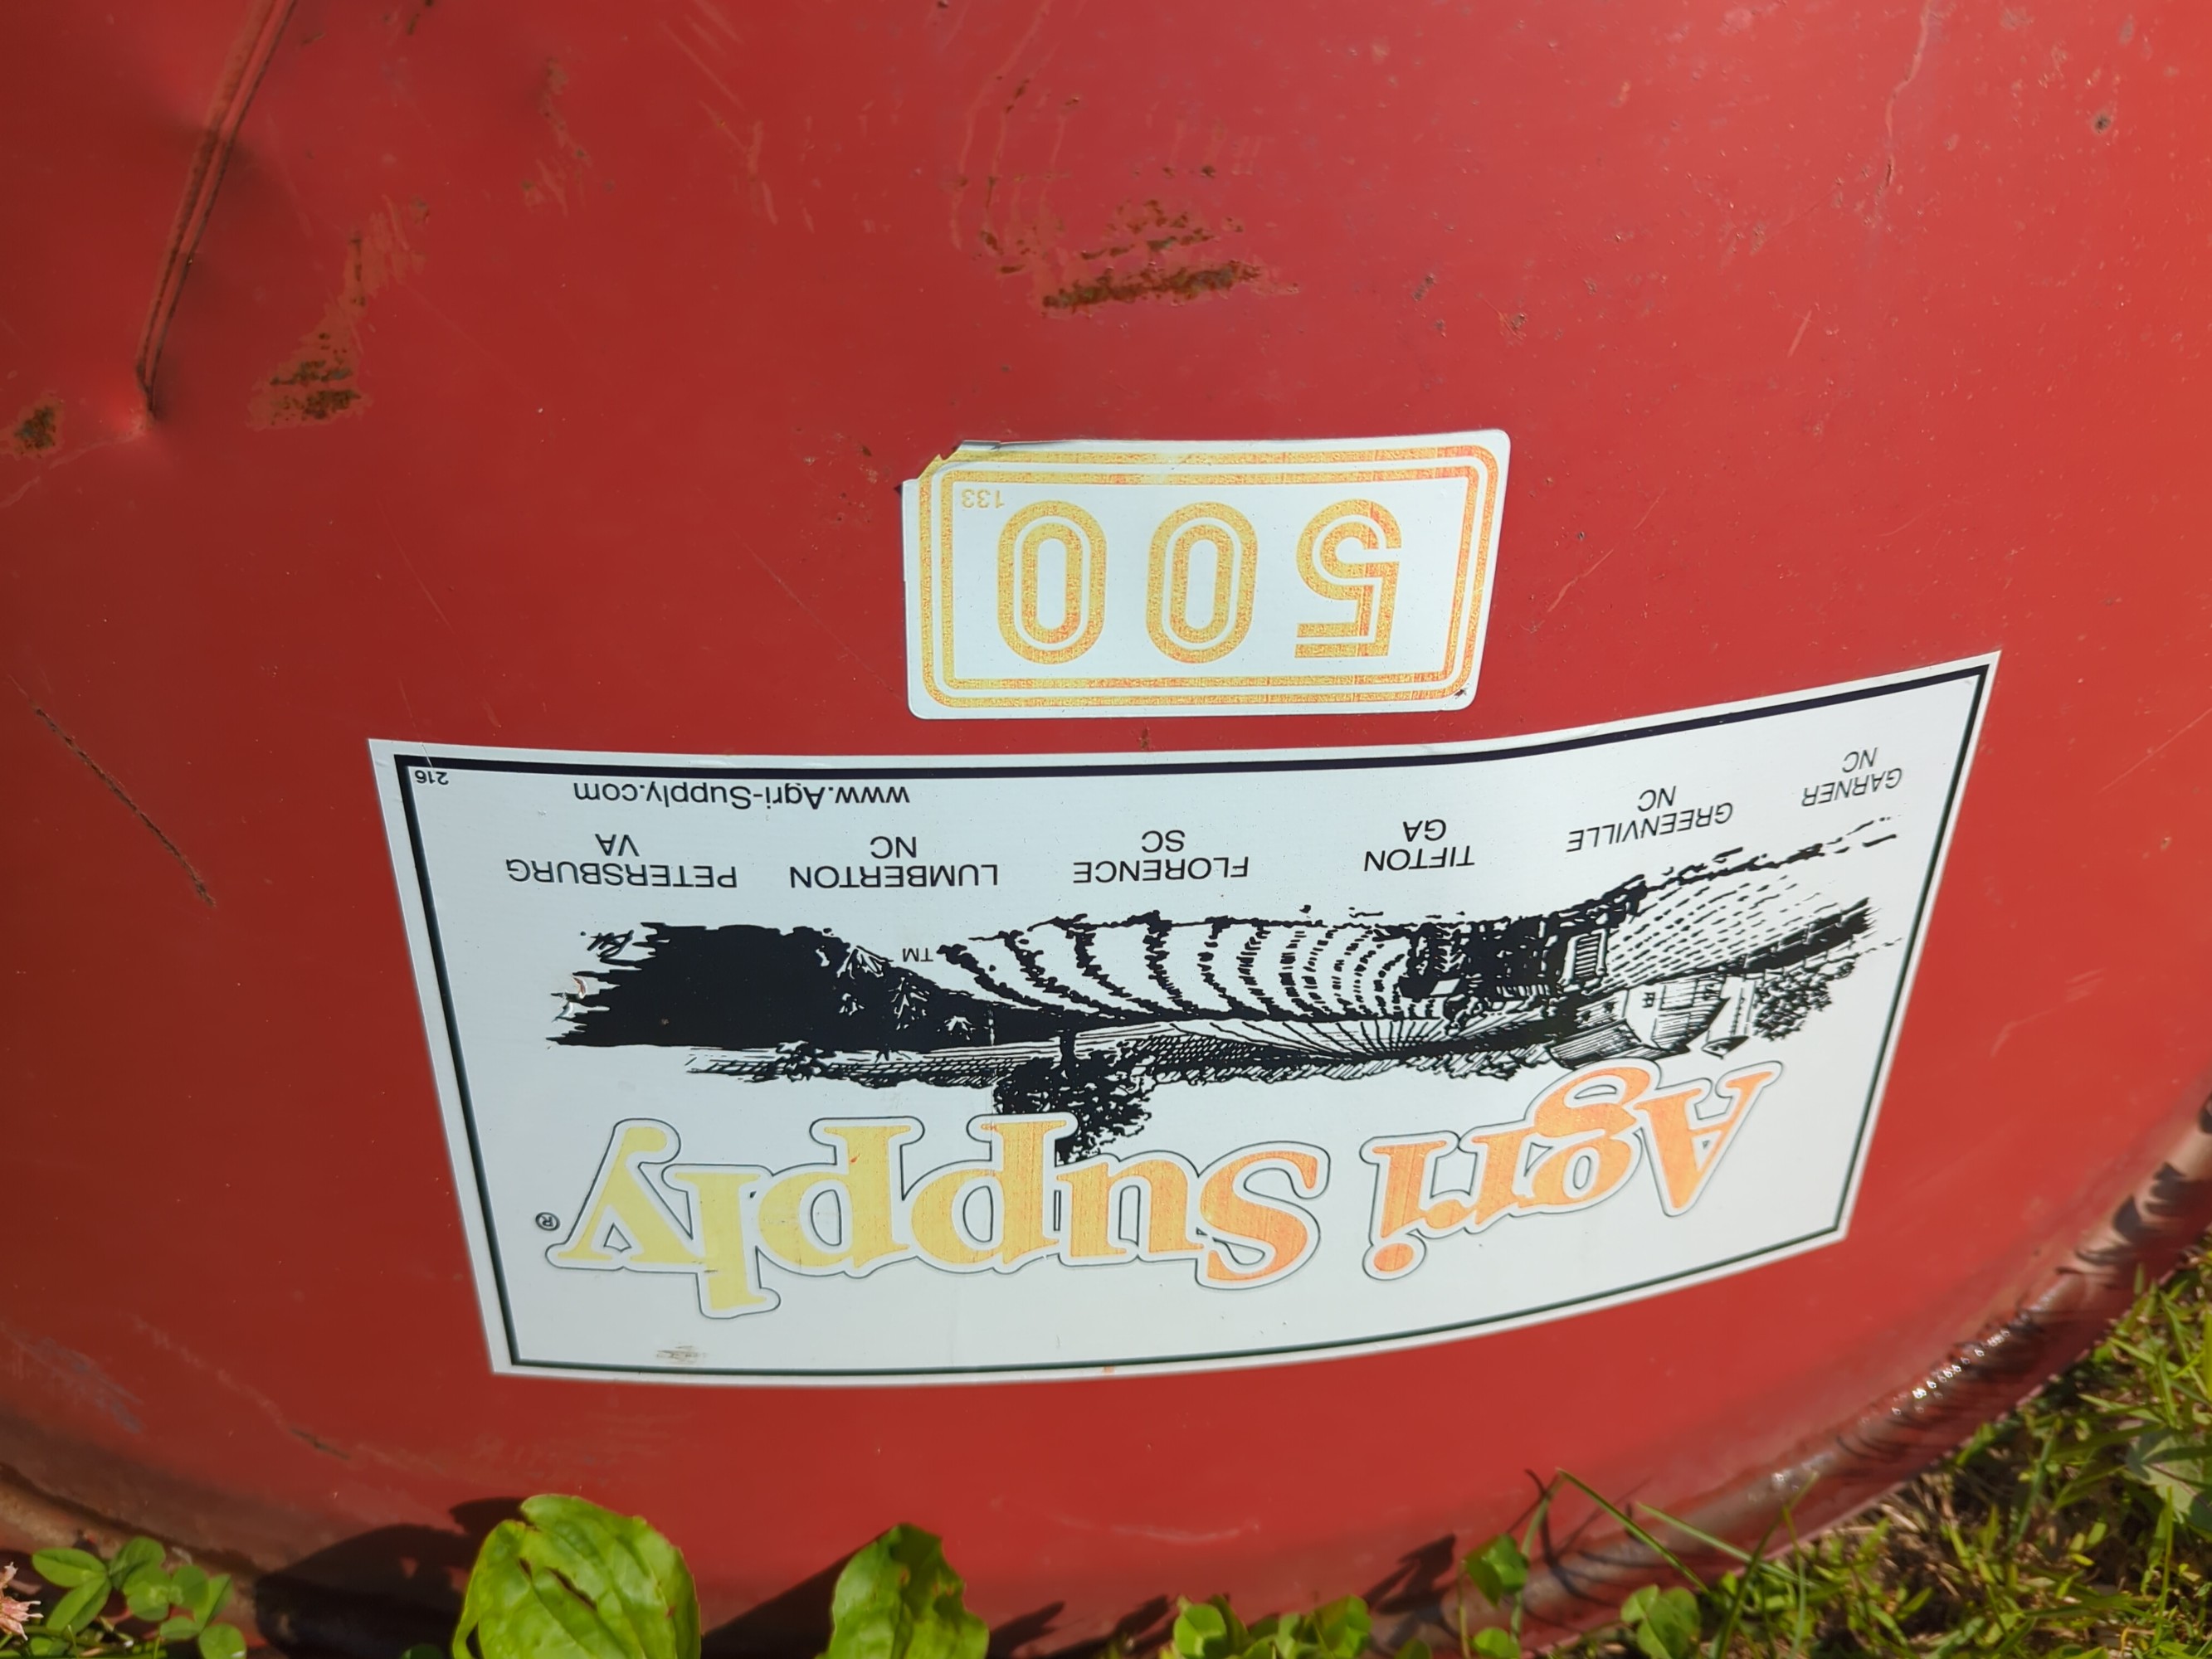 Agri Supply®
TM
GARNER GREENVILLE TIFTON FLORENCE LUMBERTON PETERSBURG
NC NC GA SC NC VA
www.Agri-Supply.com
216
500
133